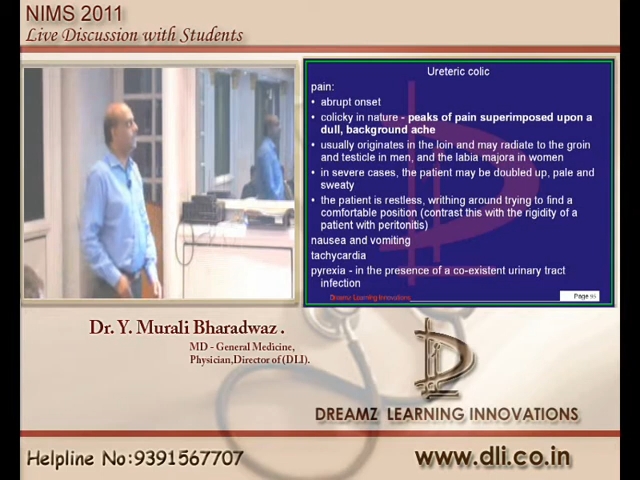 NIMS 2011
Live Discussion with Students
Ureteric colic
pain:
• abrupt onset
• colicky in nature - peaks of pain superimposed upon a
dull, background ache
• usually originates in the loin and may radiate to the groin
and testicle in men, and the labia majora in women
• in severe cases, the patient may be doubled up, pale and
sweaty
• the patient is restless, writhing around trying to find a
comfortable position (contrast this with the rigidity of a
patient with peritonitis)
nausea and vomiting
tachycardia
pyrexia - in the presence of a co-existent urinary tract
infection
Dreamz Learning Innovations
Page
Dr. Y. Murali Bharadwaz .
MD - General Medicine,
Physician,Director of (DLI).
DREAMZ LEARNING INNOVATIONS
Helpline No:9391567707
www.dli.co.in